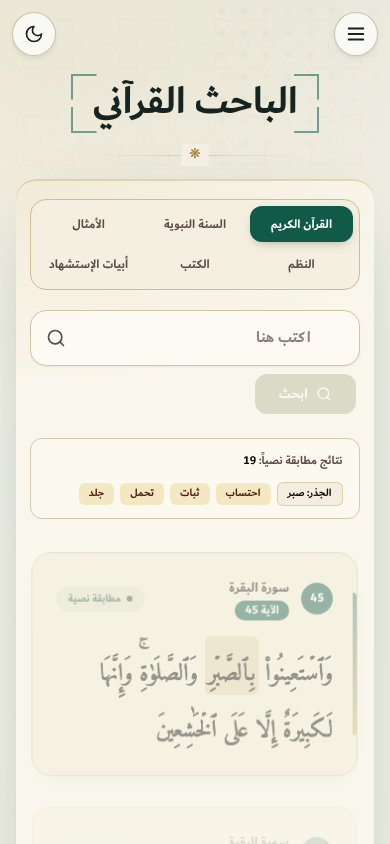 الباحث القرآني
القرآن الكريم السنة النبوية الأمثال
النظم الكتب أبيات الإستشهاد
اكتب هنا
ابحث
نتائج مطابقة نصياً: 19
الجذر: صبر احتساب ثبات تحمل جلد
45 سورة البقرة مطابقة نصية
الآية 45
وَٱسۡتَعِينُواْ بِٱلصَّبۡرِ وَٱلصَّلَوٰةِۚ وَإِنَّهَا
لَكَبِيرَةٌ إِلَّا عَلَى ٱلۡخَٰشِعِينَ
سورة البقرة